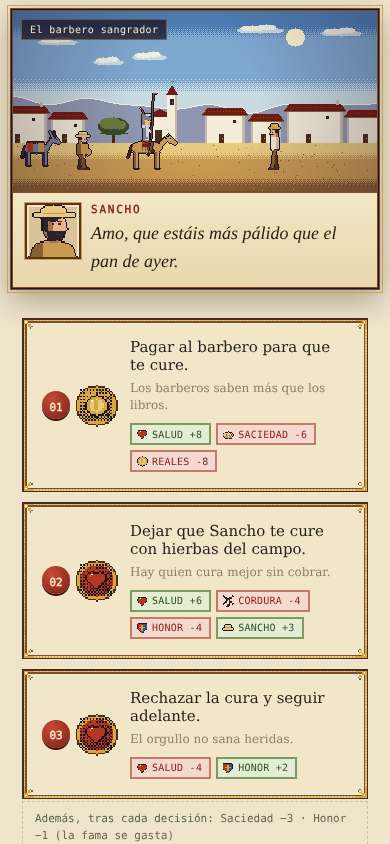 El barbero sangrador
SANCHO
Amo, que estáis más pálido que el
pan de ayer.
Pagar al barbero para que
te cure.
Los barberos saben más que los
libros.
01
SALUD +8
SACIEDAD -6
REALES -8
Dejar que Sancho te cure
con hierbas del campo.
Hay quien cura mejor sin cobrar.
02
SALUD +6
CORDURA -4
HONOR -4
SANCHO +3
Rechazar la cura y seguir
adelante.
El orgullo no sana heridas.
03
SALUD -4
HONOR +2
Además, tras cada decisión: Saciedad −3 · Honor
−1 (la fama se gasta)